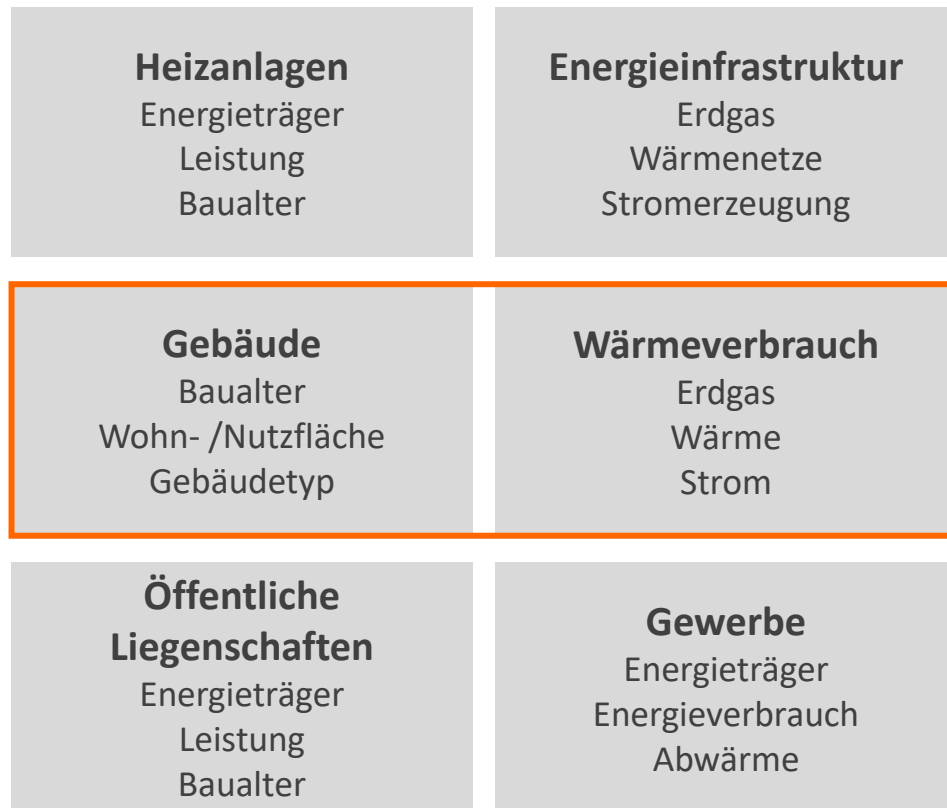 Heizanlagen
Energieträger
Leistung
Baualter
Energieinfrastruktur
Erdgas
Wärmenetze
Stromerzeugung
Gebäude
Baualter
Wohn- /Nutzfläche
Gebäudetyp
Wärmeverbrauch
Erdgas
Wärme
Strom
Öffentliche
Liegenschaften
Energieträger
Leistung
Baualter
Gewerbe
Energieträger
Energieverbrauch
Abwärme